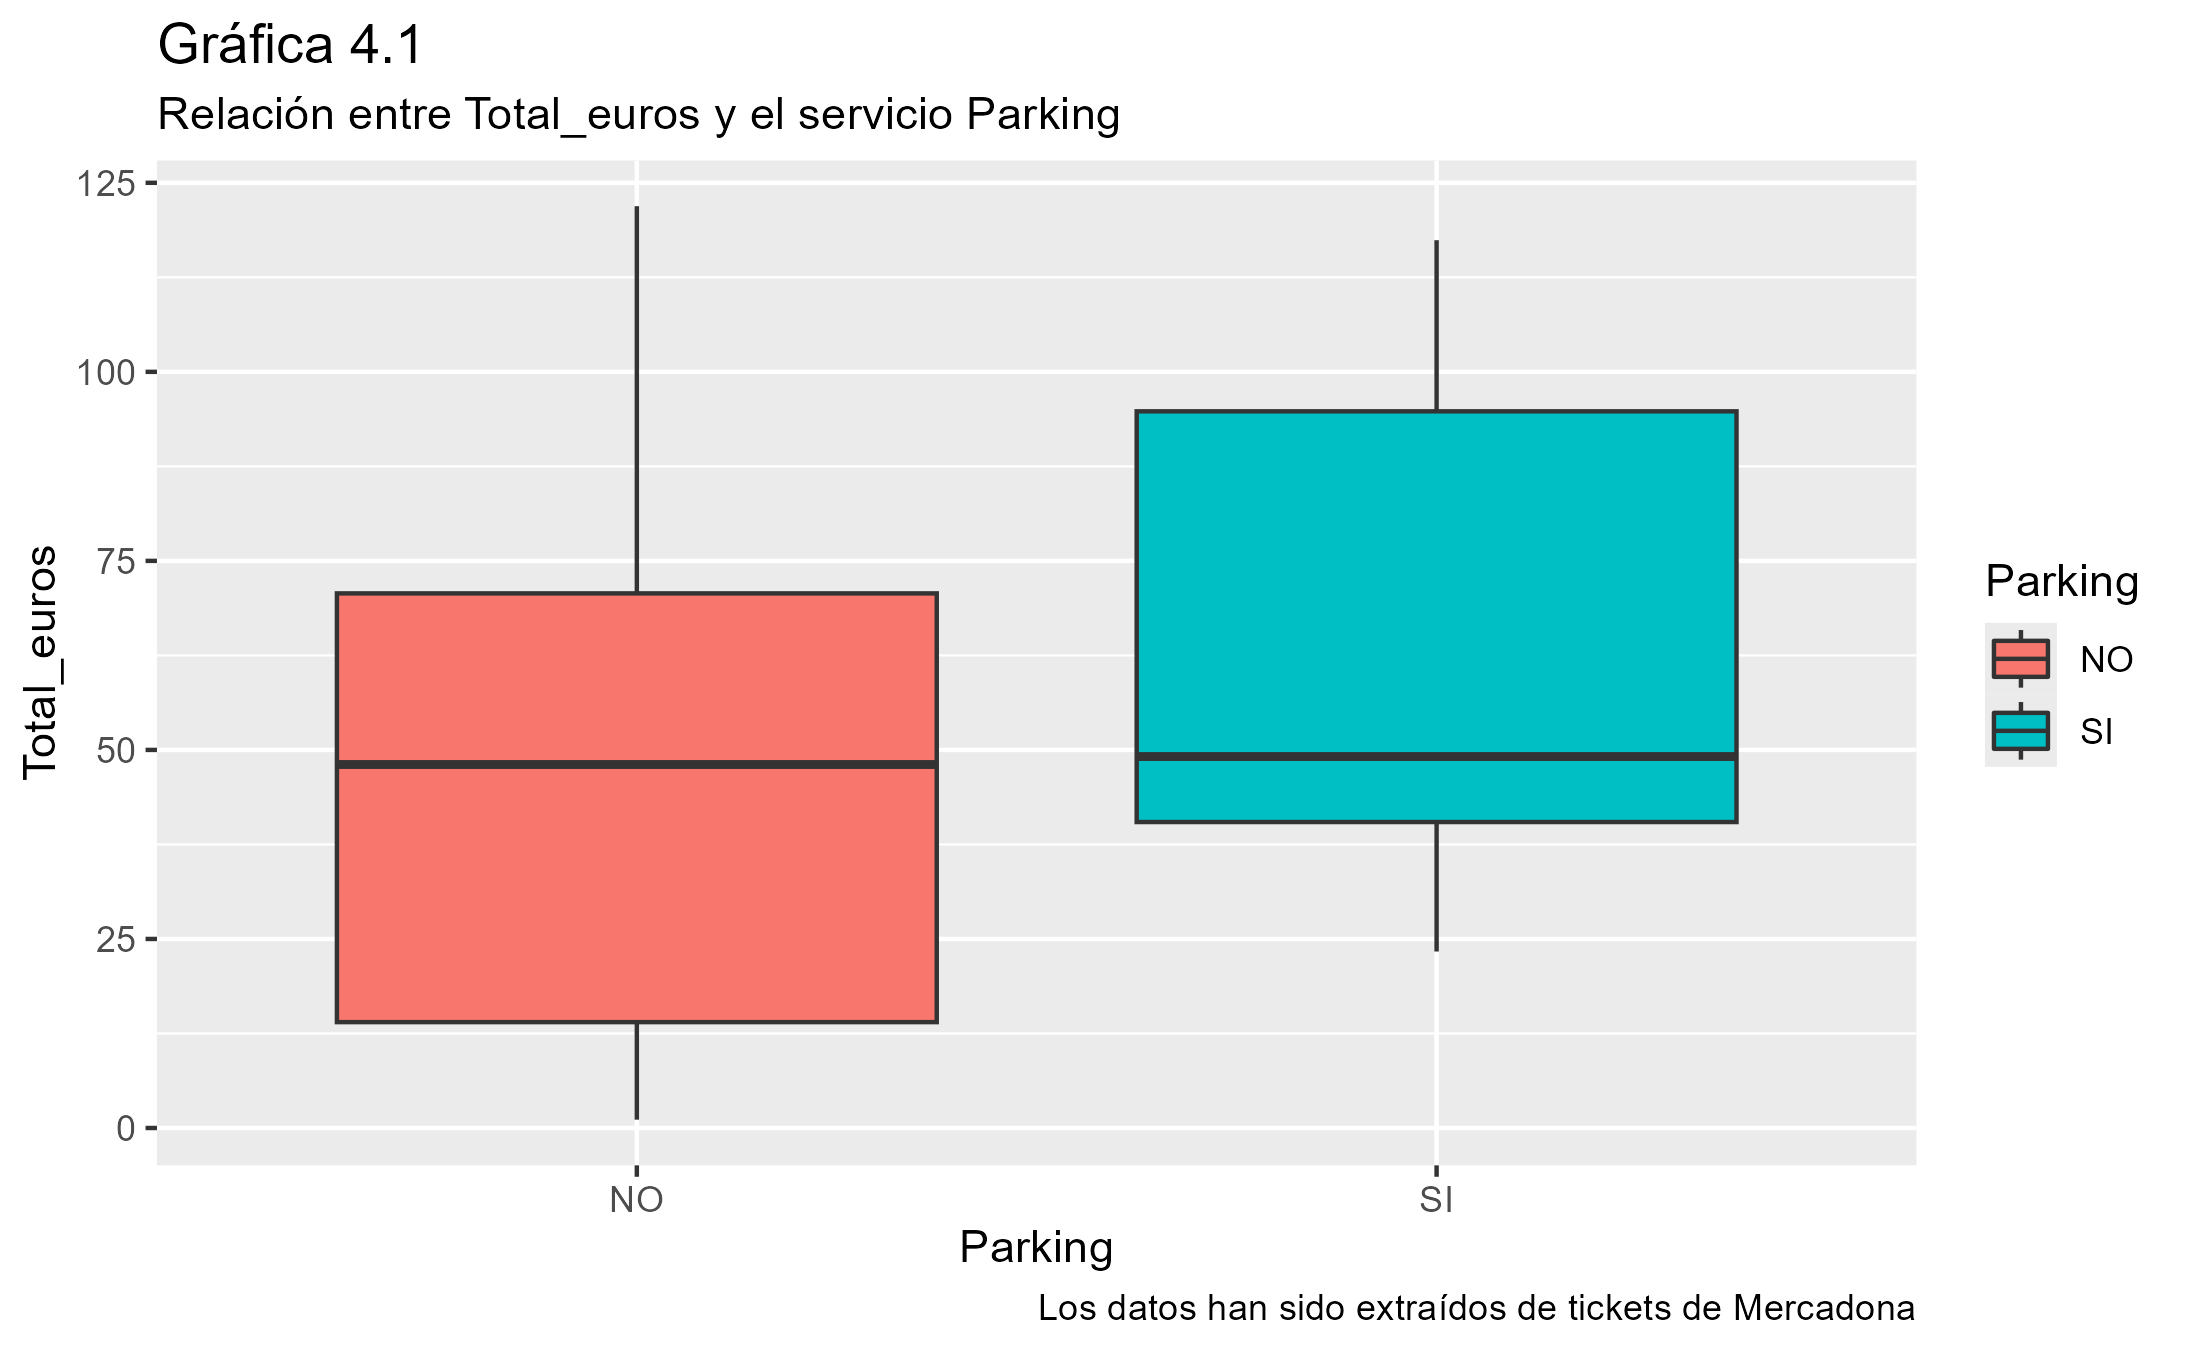 Gráfica 4.1
Relación entre Total_euros y el servicio Parking
125
100
75
50
25
0
Total_euros
NO
SI
Parking
Parking
NO
SI
Los datos han sido extraídos de tickets de Mercadona